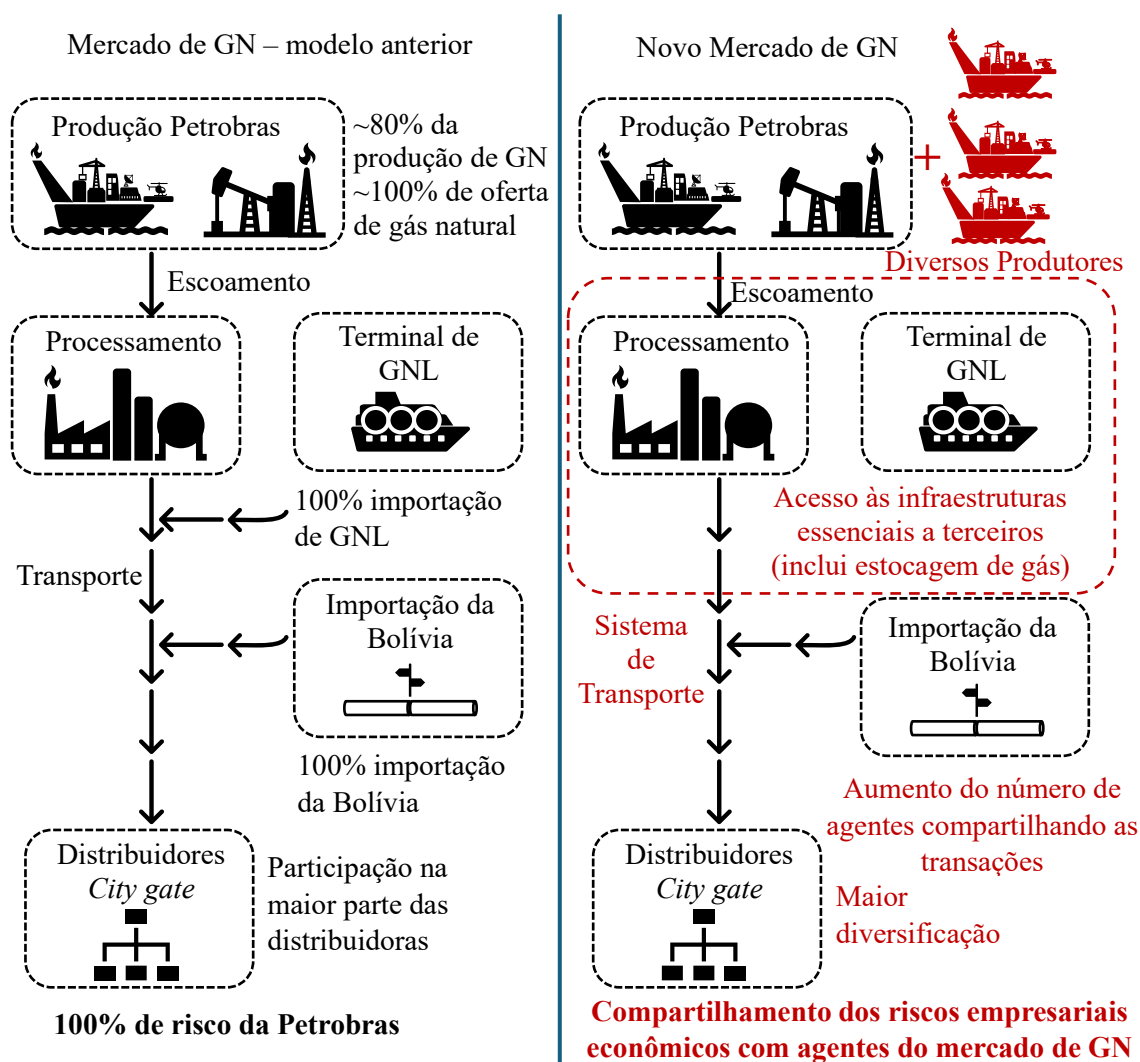 Mercado de GN – modelo anterior
Produção Petrobras
~80% da
produção de GN
~100% de oferta
de gás natural
Escoamento
Processamento
Terminal de
GNL
100% importação
de GNL
Transporte
Importação da
Bolívia
100% importação
da Bolívia
Distribuidores
City gate
Participação na
maior parte das
distribuidoras
100% de risco da Petrobras
Novo Mercado de GN
Produção Petrobras
+
Diversos Produtores
Escoamento
Processamento
Terminal de
GNL
Acesso às infraestruturas
essenciais a terceiros
(inclui estocagem de gás)
Sistema
de
Transporte
Importação da
Bolívia
Aumento do número de
agentes compartilhando as
transações
Distribuidores
City gate
Maior
diversificação
Compartilhamento dos riscos empresariais
econômicos com agentes do mercado de GN